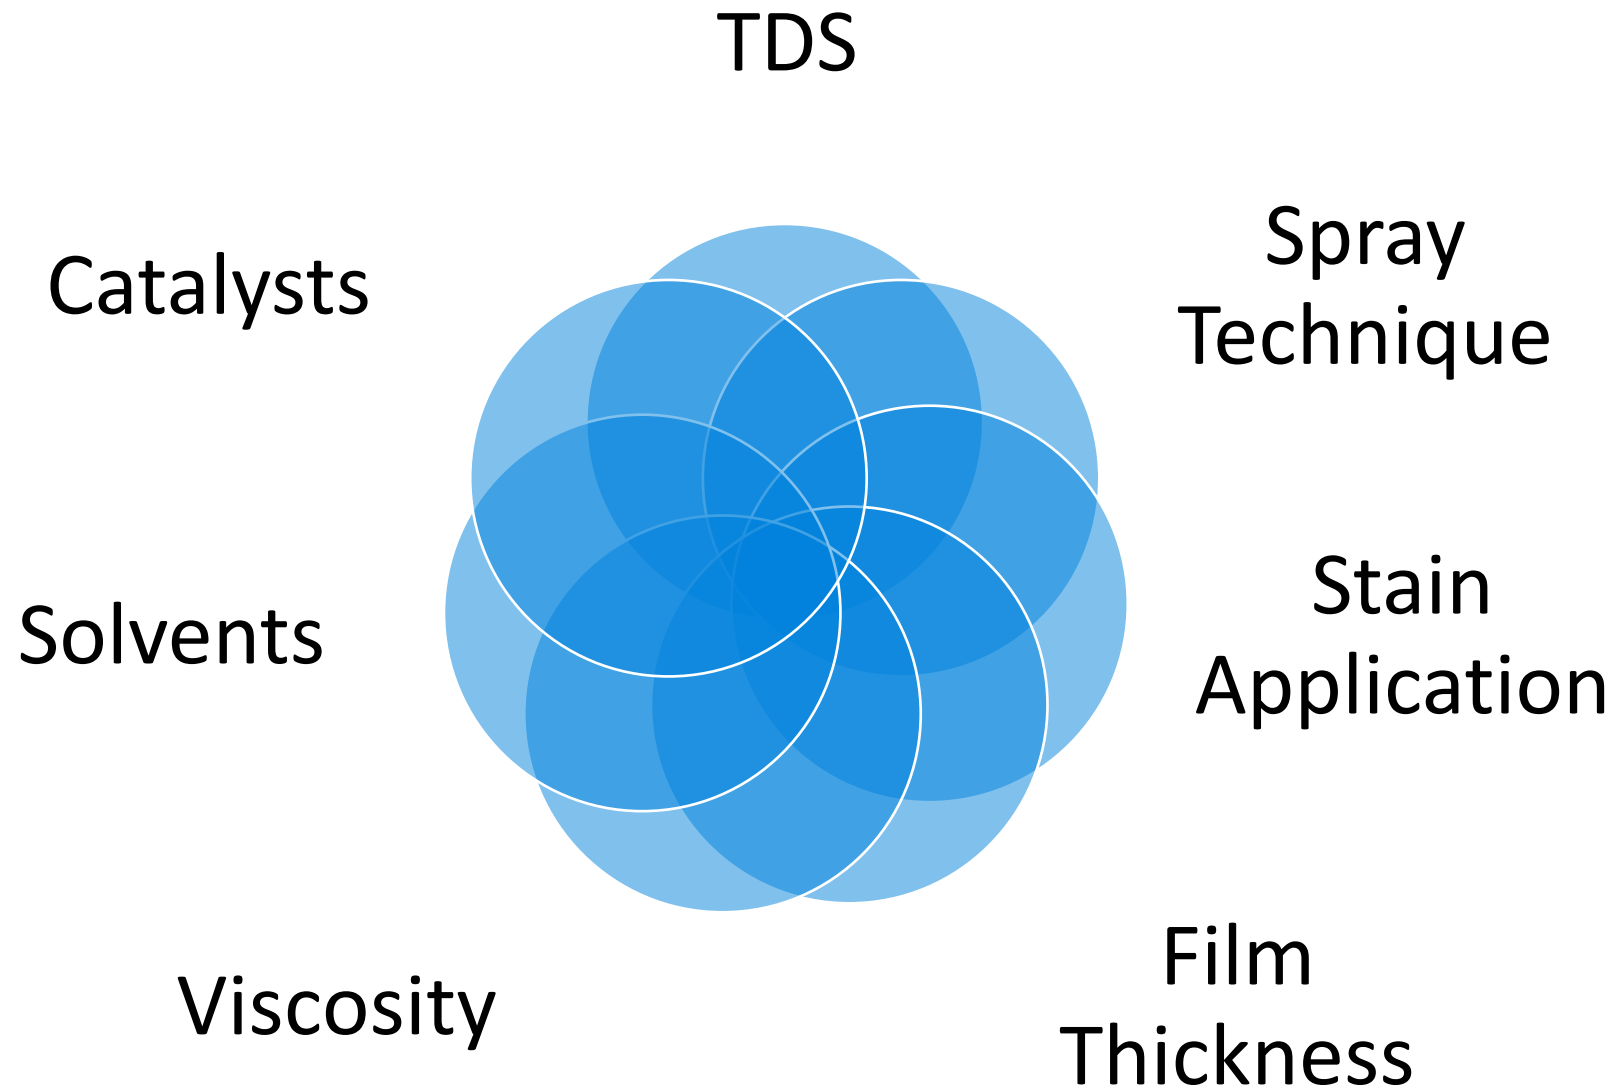 TDS
Spray
Technique
Stain
Application
Film
Thickness
Viscosity
Solvents
Catalysts